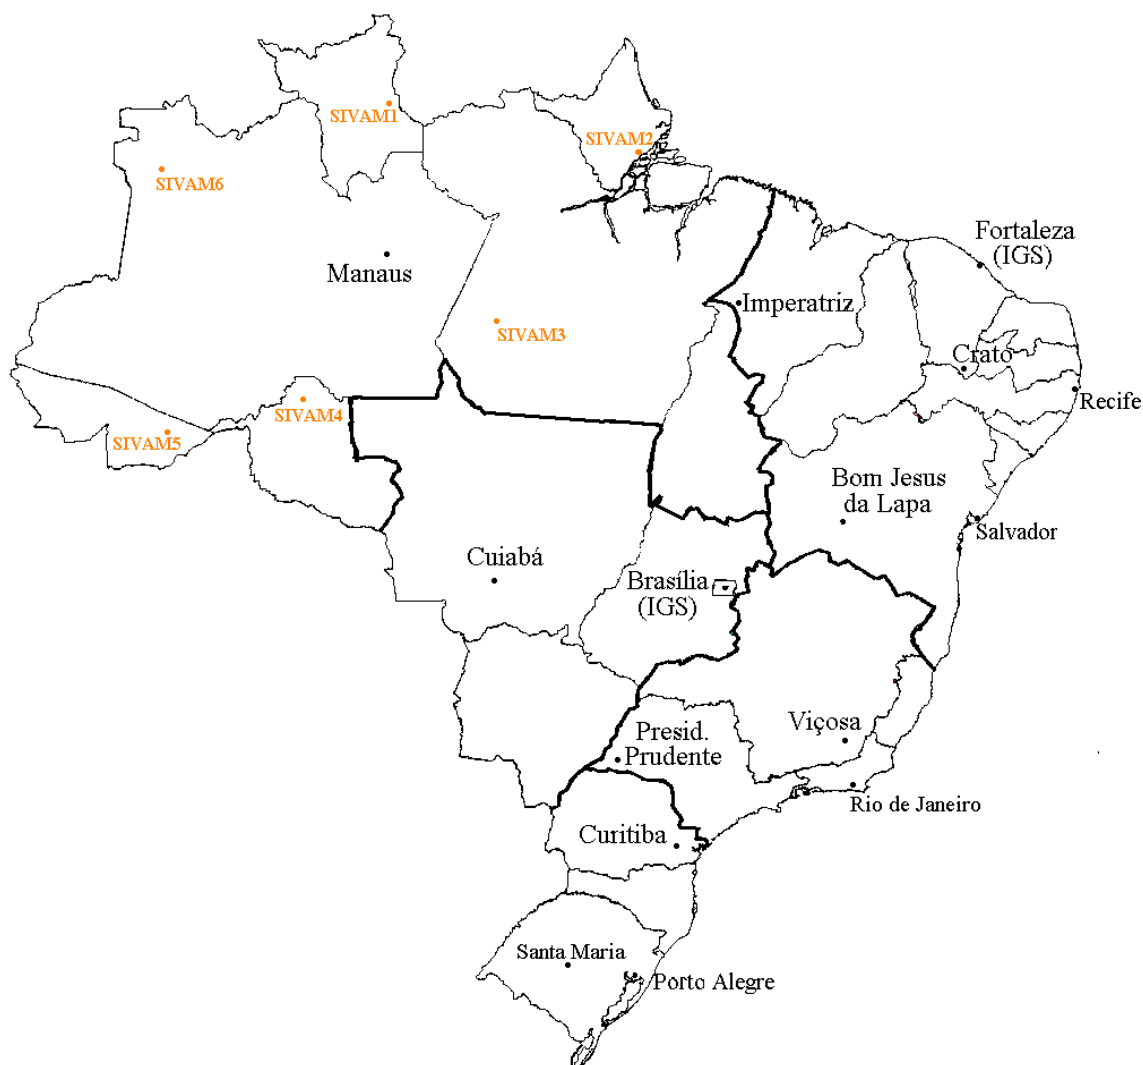 SIVAM1
SIVAM2
SIVAM6
Fortaleza
(IGS)
Manaus
Imperatriz
SIVAM3
Crato
Recife
SIVAM4
SIVAM5
Bom Jesus
da Lapa
Salvador
Cuiabá
Brasília
(IGS)
Viçosa
Presid.
Prudente
Rio de Janeiro
Curitiba
Santa Maria
Porto Alegre